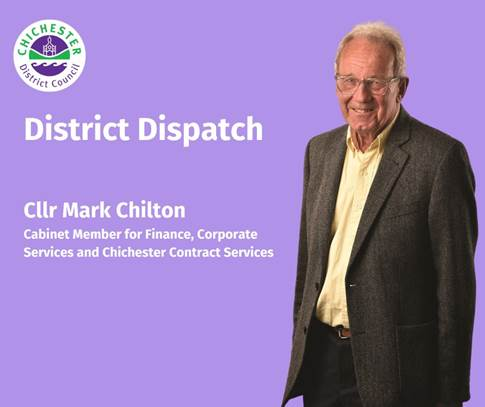 CHICHESTER
District Council
District Dispatch
Cllr Mark Chilton
Cabinet Member for Finance, Corporate
Services and Chichester Contract Services